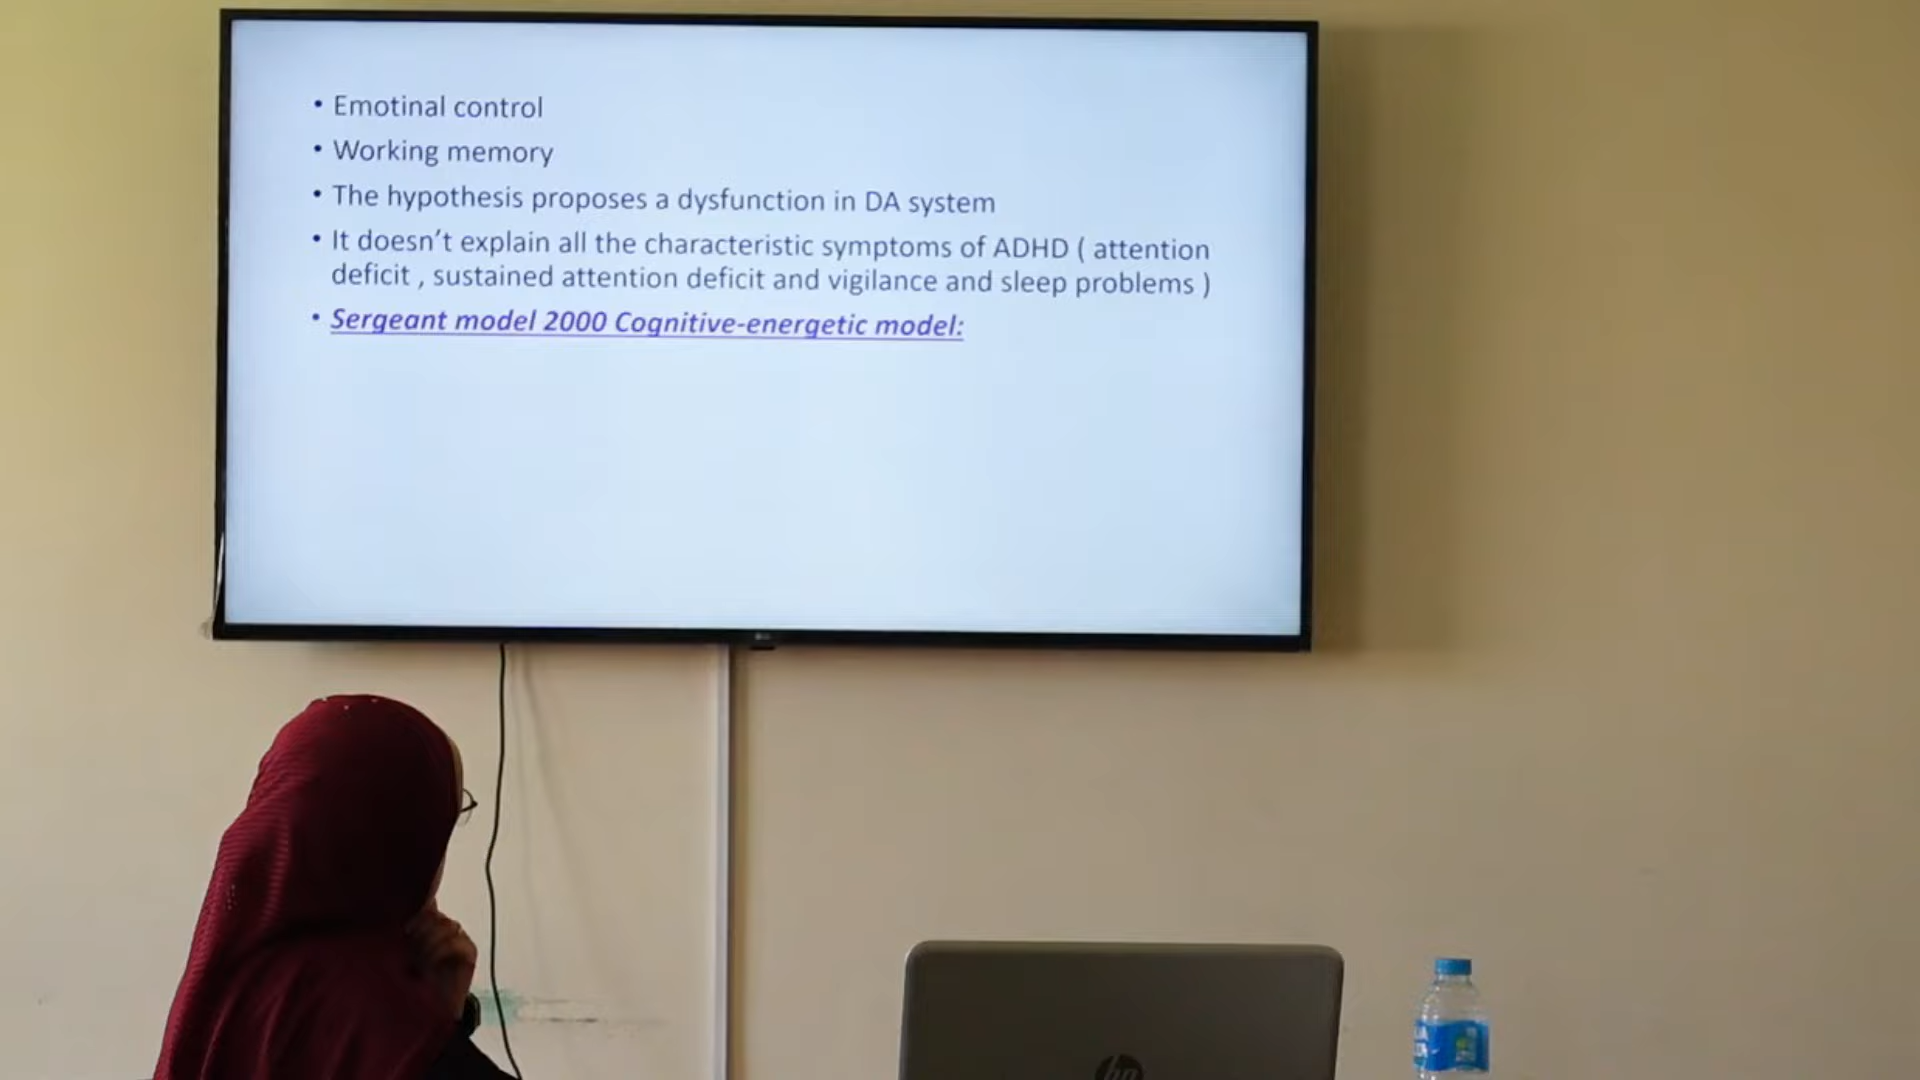 • Emotinal control
• Working memory
• The hypothesis proposes a dysfunction in DA system
• It doesn't explain all the characteristic symptoms of ADHD ( attention
deficit , sustained attention deficit and vigilance and sleep problems )
• Sergeant model 2000 Cognitive-energetic model:
hp